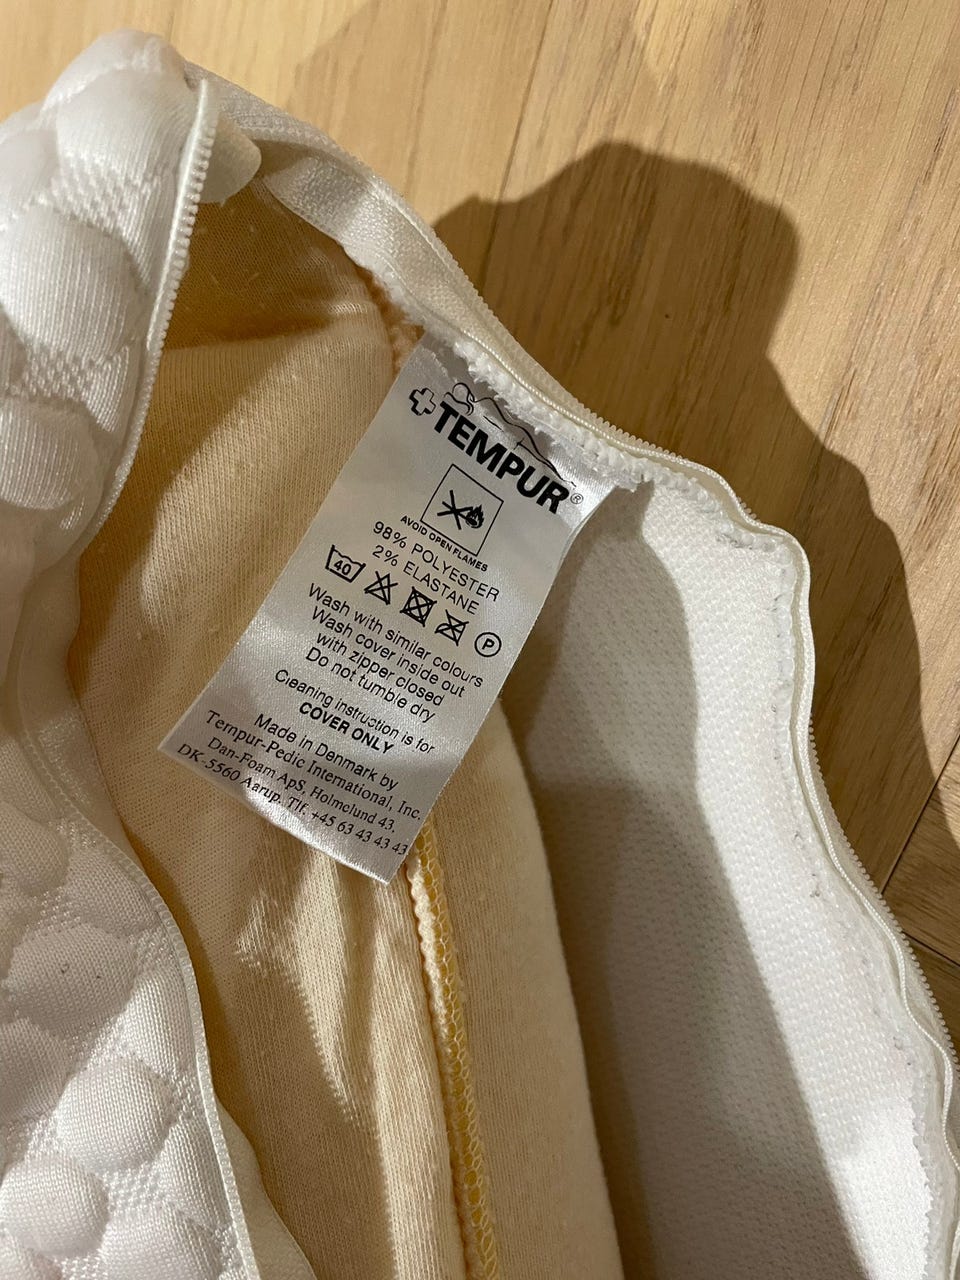 TEMPUR®
AVOID OPEN FLAMES
98% POLYESTER
2% ELASTANE
40 P
Wash with similar colours
Wash cover inside out
with zipper closed
Do not tumble dry
Cleaning instruction is for
COVER ONLY
Made in Denmark by
Tempur-Pedic International, Inc.
Dan-Foam ApS, Holmelund 43,
DK-5560 Aarup. Tlf. +45 63 43 43 43